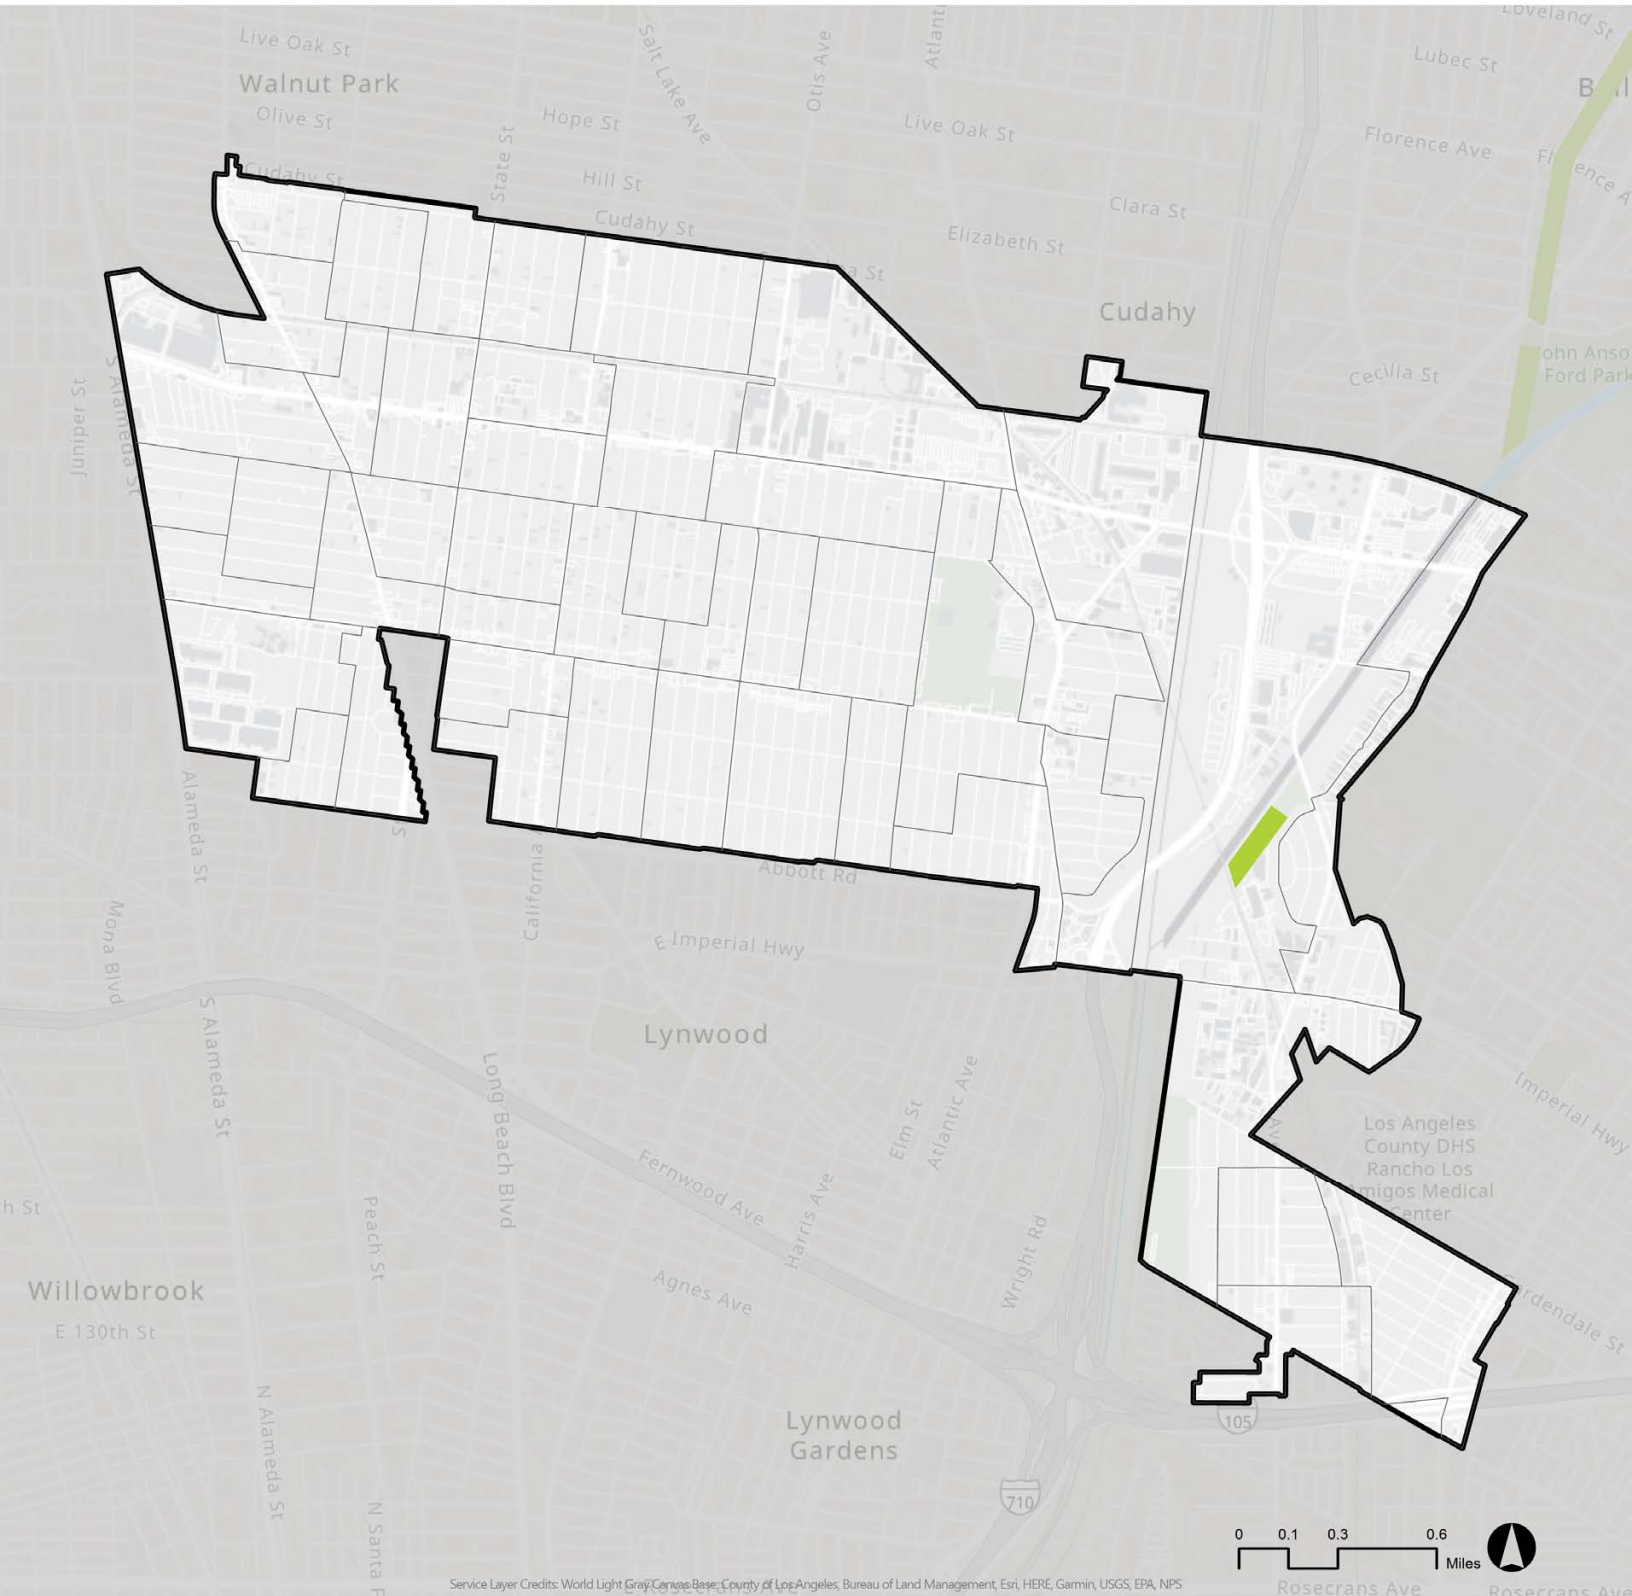 Loveland St
Live Oak St
Salt Lake Ave
Otis Ave
Lubec St
Walnut Park
Olive St
Hope St
Live Oak St
Florence Ave
State St
Cudahy St
Hill St
Clara St
Cudahy St
Elizabeth St
Cudahy
Cecilia St
Ford Park
Juniper St
S Alameda St
Alameda St
California
Abbott Rd
Mona Blvd
E Imperial Hwy
Lynwood
S Alameda St
Long Beach Blvd
Elm St
Atlantic Ave
Imperial Hwy
Los Angeles
County DHS
Rancho Los
Amigos Medical
Center
Fernwood Ave
Harris Ave
Peach St
Wright Rd
Willowbrook
E 130th St
Agnes Ave
N Alameda St
Lynwood
Gardens
105
710
0 0.1 0.3 0.6
Miles
Service Layer Credits: World Light Gray Canvas Base: County of Los Angeles, Bureau of Land Management, Esri, HERE, Garmin, USGS, EPA, NPS
Rosecrans Ave